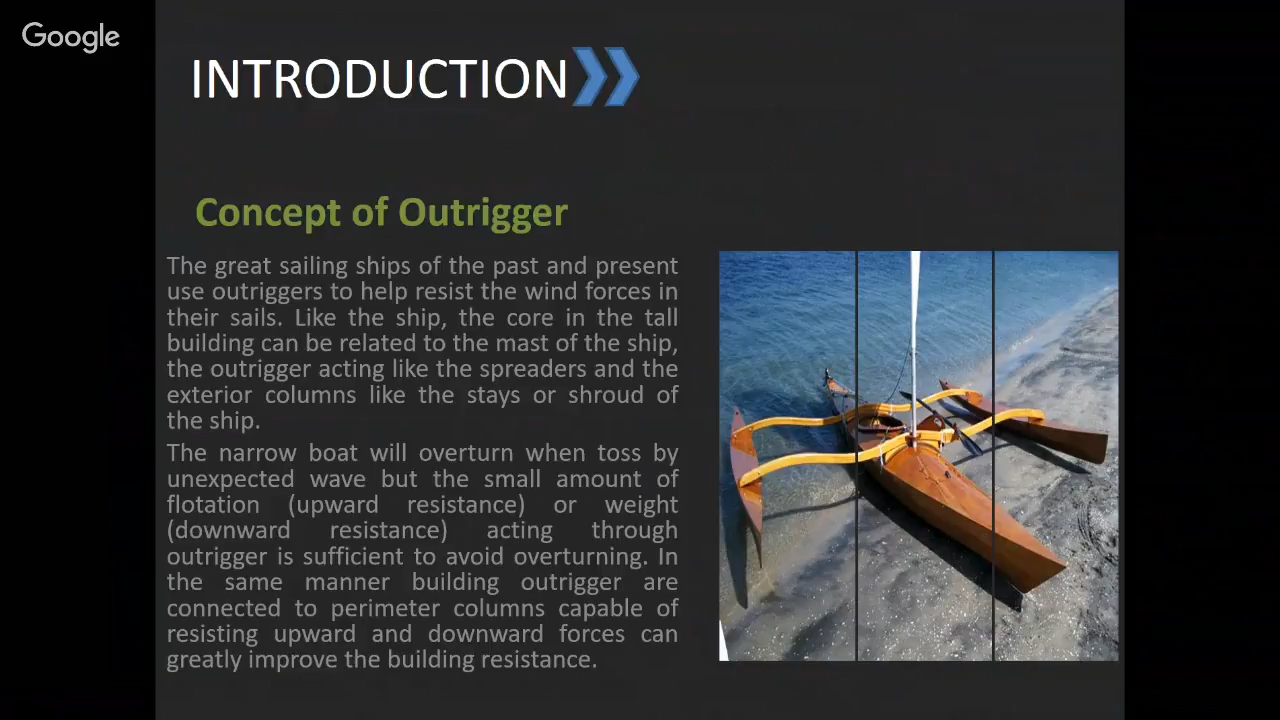 Google
INTRODUCTION
Concept of Outrigger
The great sailing ships of the past and present
use outriggers to help resist the wind forces in
their sails. Like the ship, the core in the tall
building can be related to the mast of the ship,
the outrigger acting like the spreaders and the
exterior columns like the stays or shroud of
the ship.
The narrow boat will overturn when toss by
unexpected wave but the small amount of
flotation (upward resistance) or weight
(downward resistance) acting through
outrigger is sufficient to avoid overturning. In
the same manner building outrigger are
connected to perimeter columns capable of
resisting upward and downward forces can
greatly improve the building resistance.